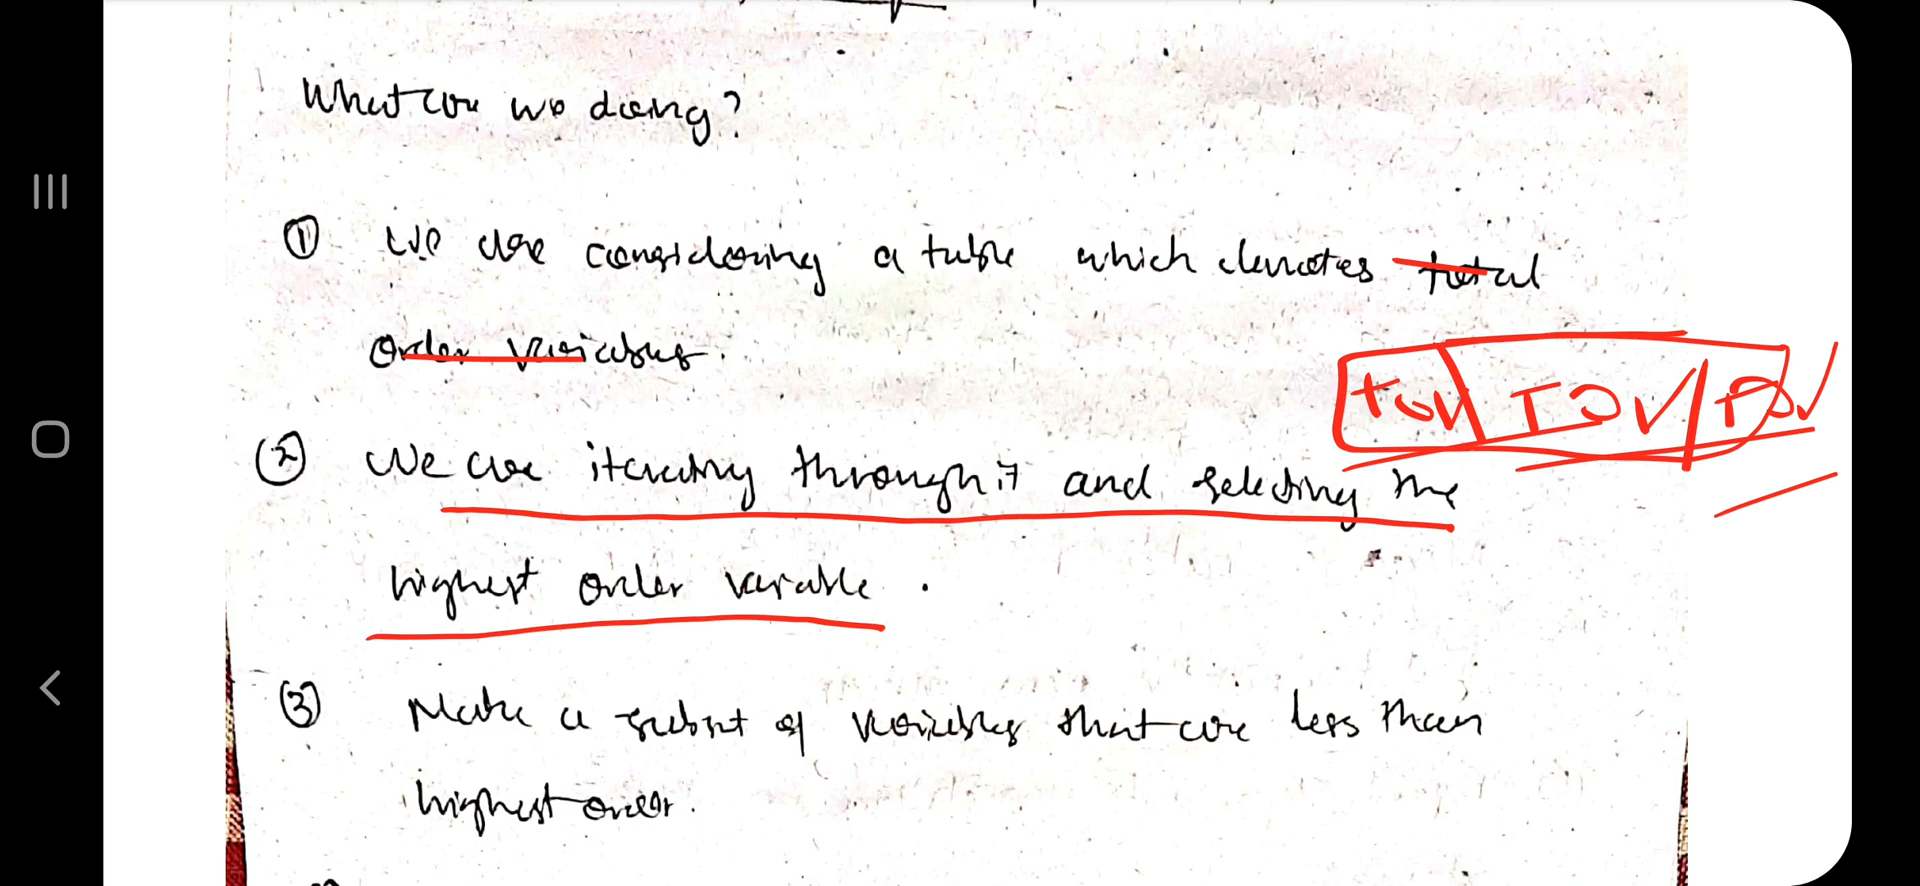 What are we doing?
① We are considering a table which denotes total
order variables.
TOV IOV/POV
② We are iterating through it and selecting the
highest order variable.
③ Make a subset of variables that are less than
highest order.